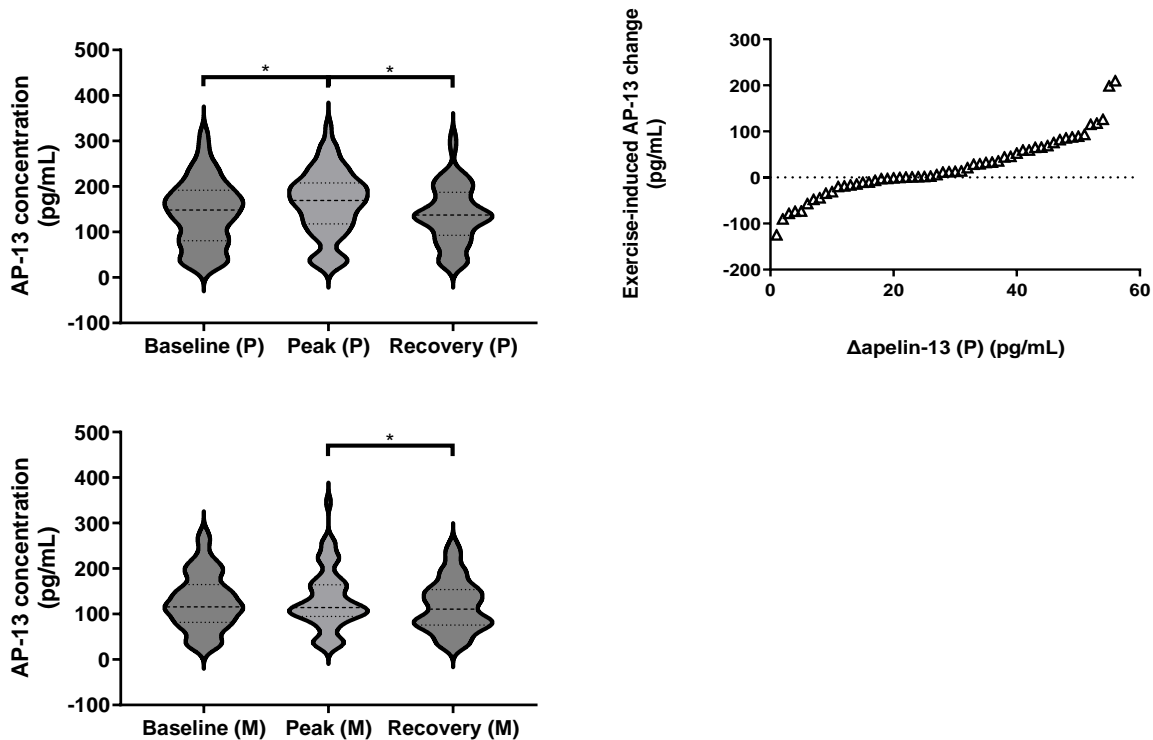 AP-13 concentration
(pg/mL)
500
400
300
200
100
0
-100
*
*
Baseline (P)
Peak (P)
Recovery (P)
Exercise-induced AP-13 change
(pg/mL)
300
200
100
0
-100
-200
0
20
40
60
Δapelin-13 (P) (pg/mL)
AP-13 concentration
(pg/mL)
500
400
300
200
100
0
-100
*
Baseline (M)
Peak (M)
Recovery (M)